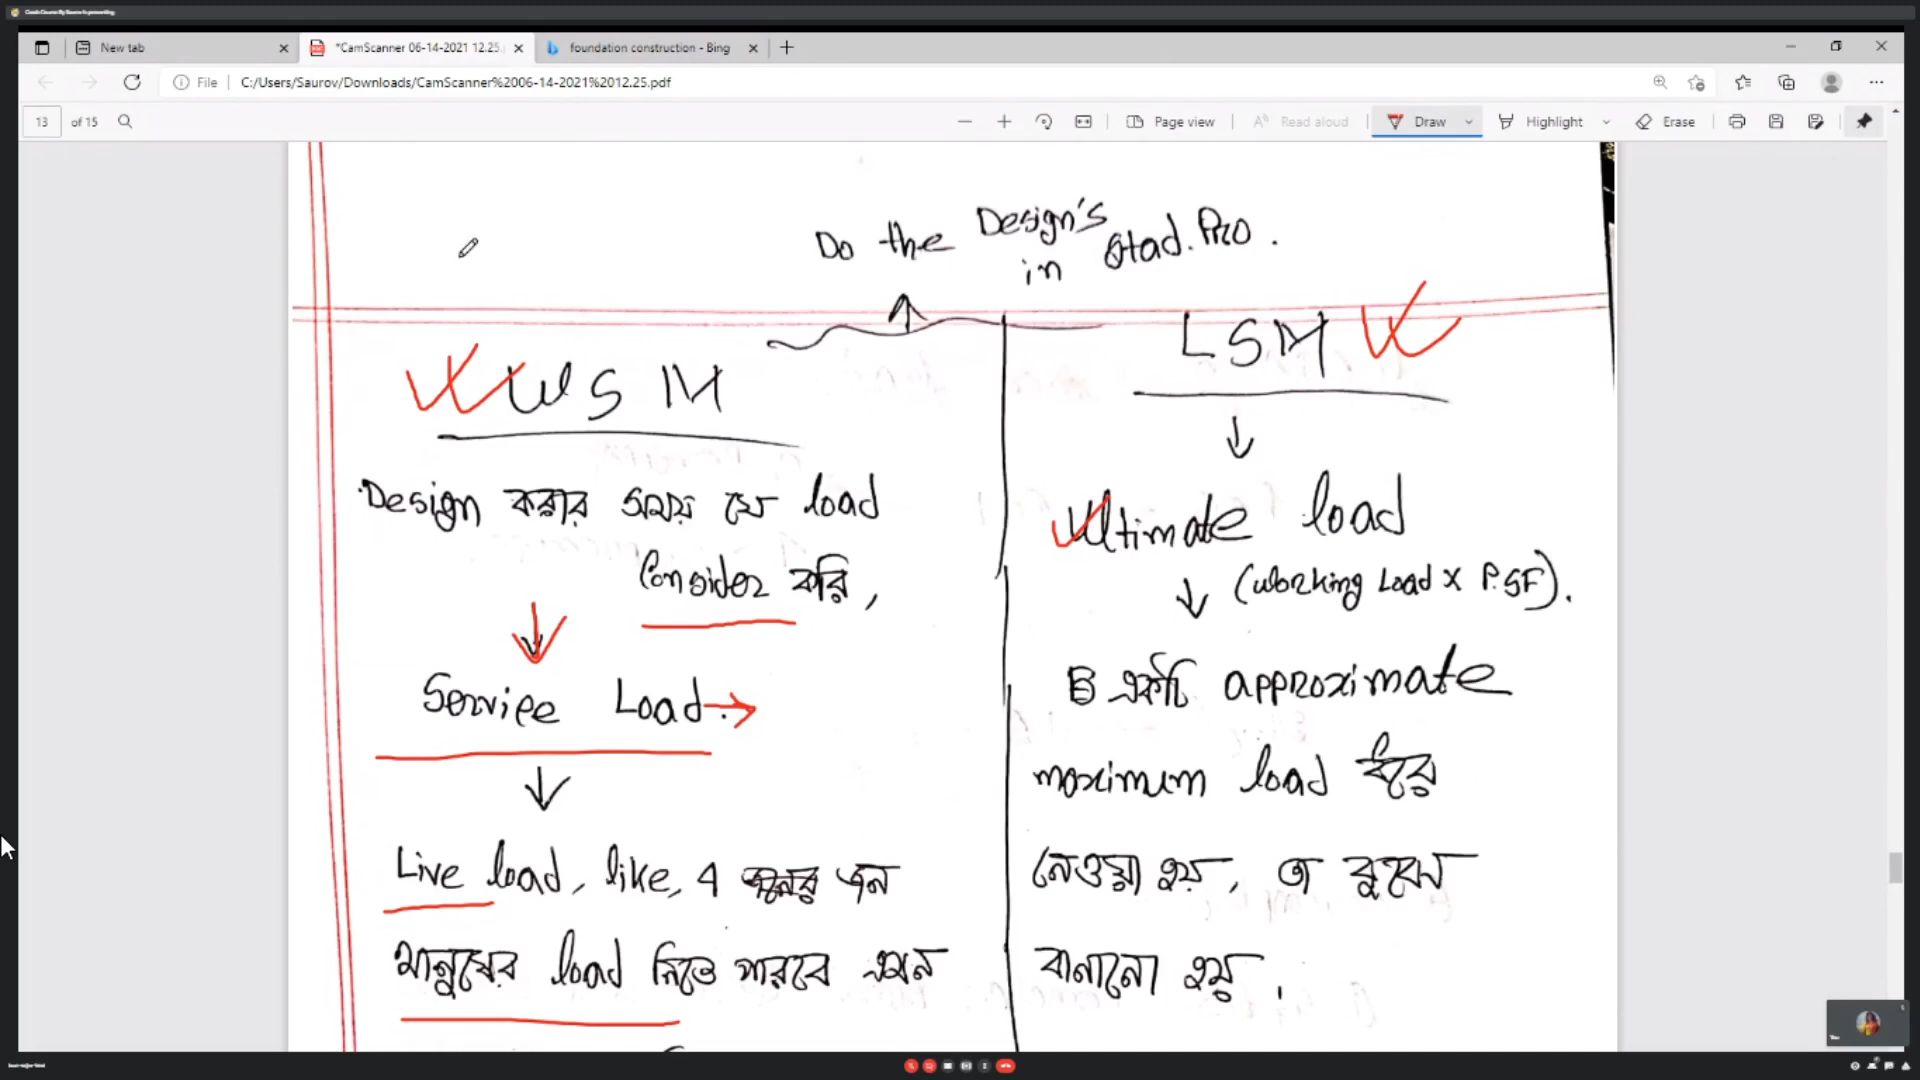 New tab
*CamScanner 06-14-2021 12.25.
foundation construction - Bing
File
C:/Users/Saurov/Downloads/CamScanner%2006-14-2021%2012.25.pdf
13 of 15
Page view
Read aloud
Draw
Highlight
Erase
Do the Design's
in Stad.Pro.
WSM
Design করার সময় যে load
Consider করি,
Service Load.
Live load, like, 4 জন
মানুষের load নিতে পারবে এমন
LSM
Ultimate load
(Working Load x P.SF).
একটি approximate
maximum load ধরে
নেওয়া হয়, তা বুঝে
বানানো হয়.